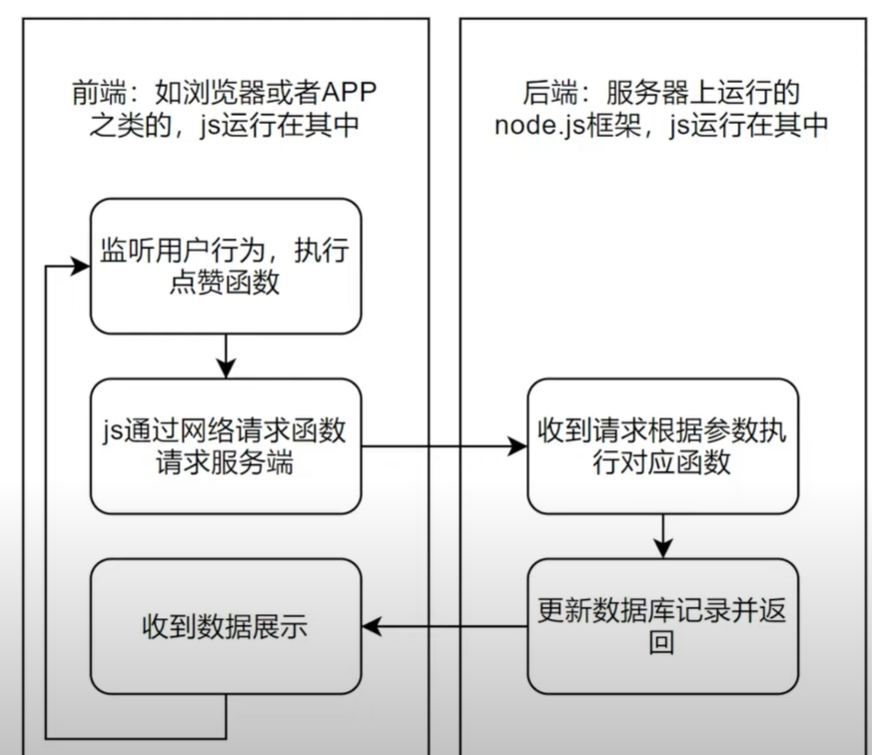 前端：如浏览器或者APP
之类的，js运行在其中
后端：服务器上运行的
node.js框架，js运行在其中
监听用户行为，执行
点赞函数
js通过网络请求函数
请求服务端
收到请求根据参数执
行对应函数
更新数据库记录并返
回
收到数据展示